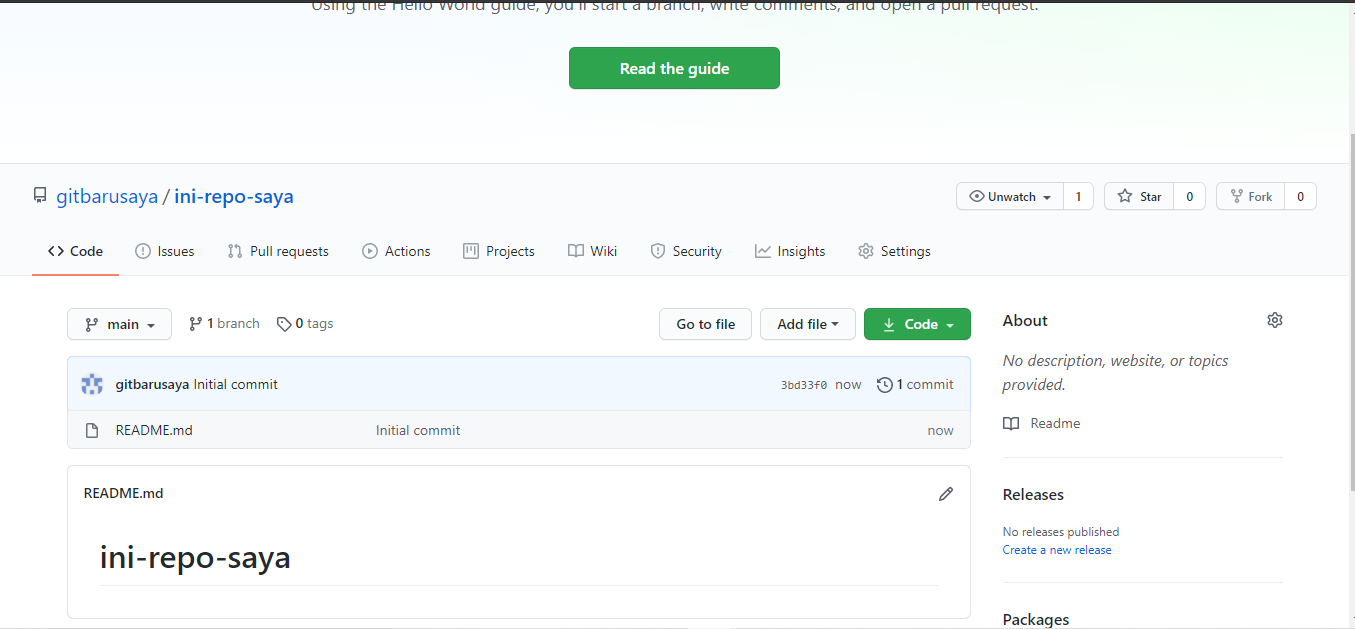 Using the Hello World guide, you'll start a branch, write comments, and open a pull request.
Read the guide
gitbarusaya / ini-repo-saya
Unwatch 1 Star 0 Fork 0
Code Issues Pull requests Actions Projects Wiki Security Insights Settings
main 1 branch 0 tags Go to file Add file Code
gitbarusaya Initial commit 3bd33f0 now 1 commit
README.md Initial commit now
README.md
ini-repo-saya
About
No description, website, or topics
provided.
Readme
Releases
No releases published
Create a new release
Packages